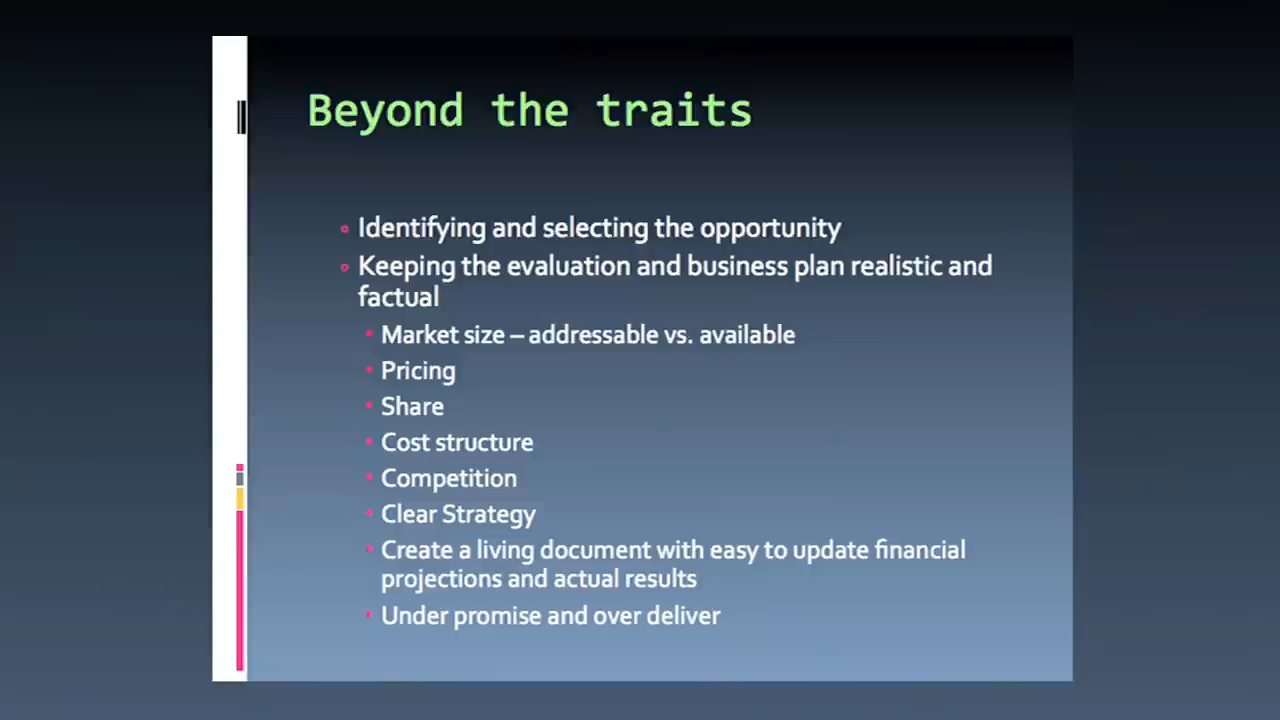 Beyond the traits
Identifying and selecting the opportunity
Keeping the evaluation and business plan realistic and
factual
Market size – addressable vs. available
Pricing
Share
Cost structure
Competition
Clear Strategy
Create a living document with easy to update financial
projections and actual results
Under promise and over deliver